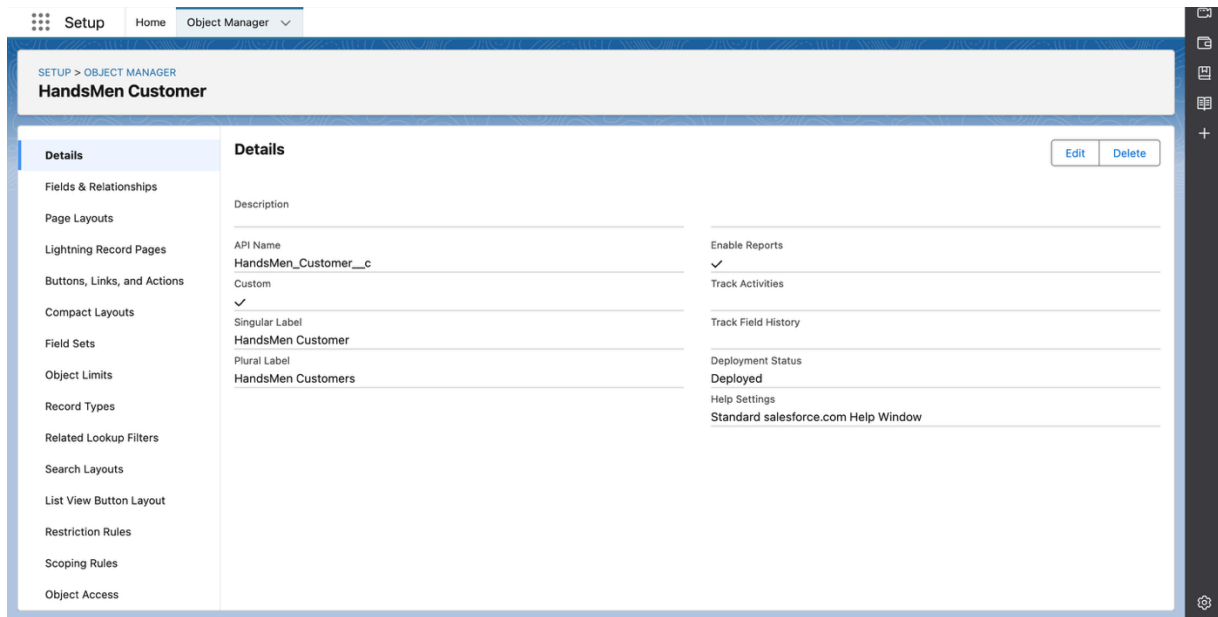 Setup
Home
Object Manager
SETUP > OBJECT MANAGER
HandsMen Customer
Details
Fields & Relationships
Page Layouts
Lightning Record Pages
Buttons, Links, and Actions
Compact Layouts
Field Sets
Object Limits
Record Types
Related Lookup Filters
Search Layouts
List View Button Layout
Restriction Rules
Scoping Rules
Object Access
Details
Edit
Delete
Description
API Name
HandsMen_Customer__c
Custom
Singular Label
HandsMen Customer
Plural Label
HandsMen Customers
Enable Reports
Track Activities
Track Field History
Deployment Status
Deployed
Help Settings
Standard salesforce.com Help Window